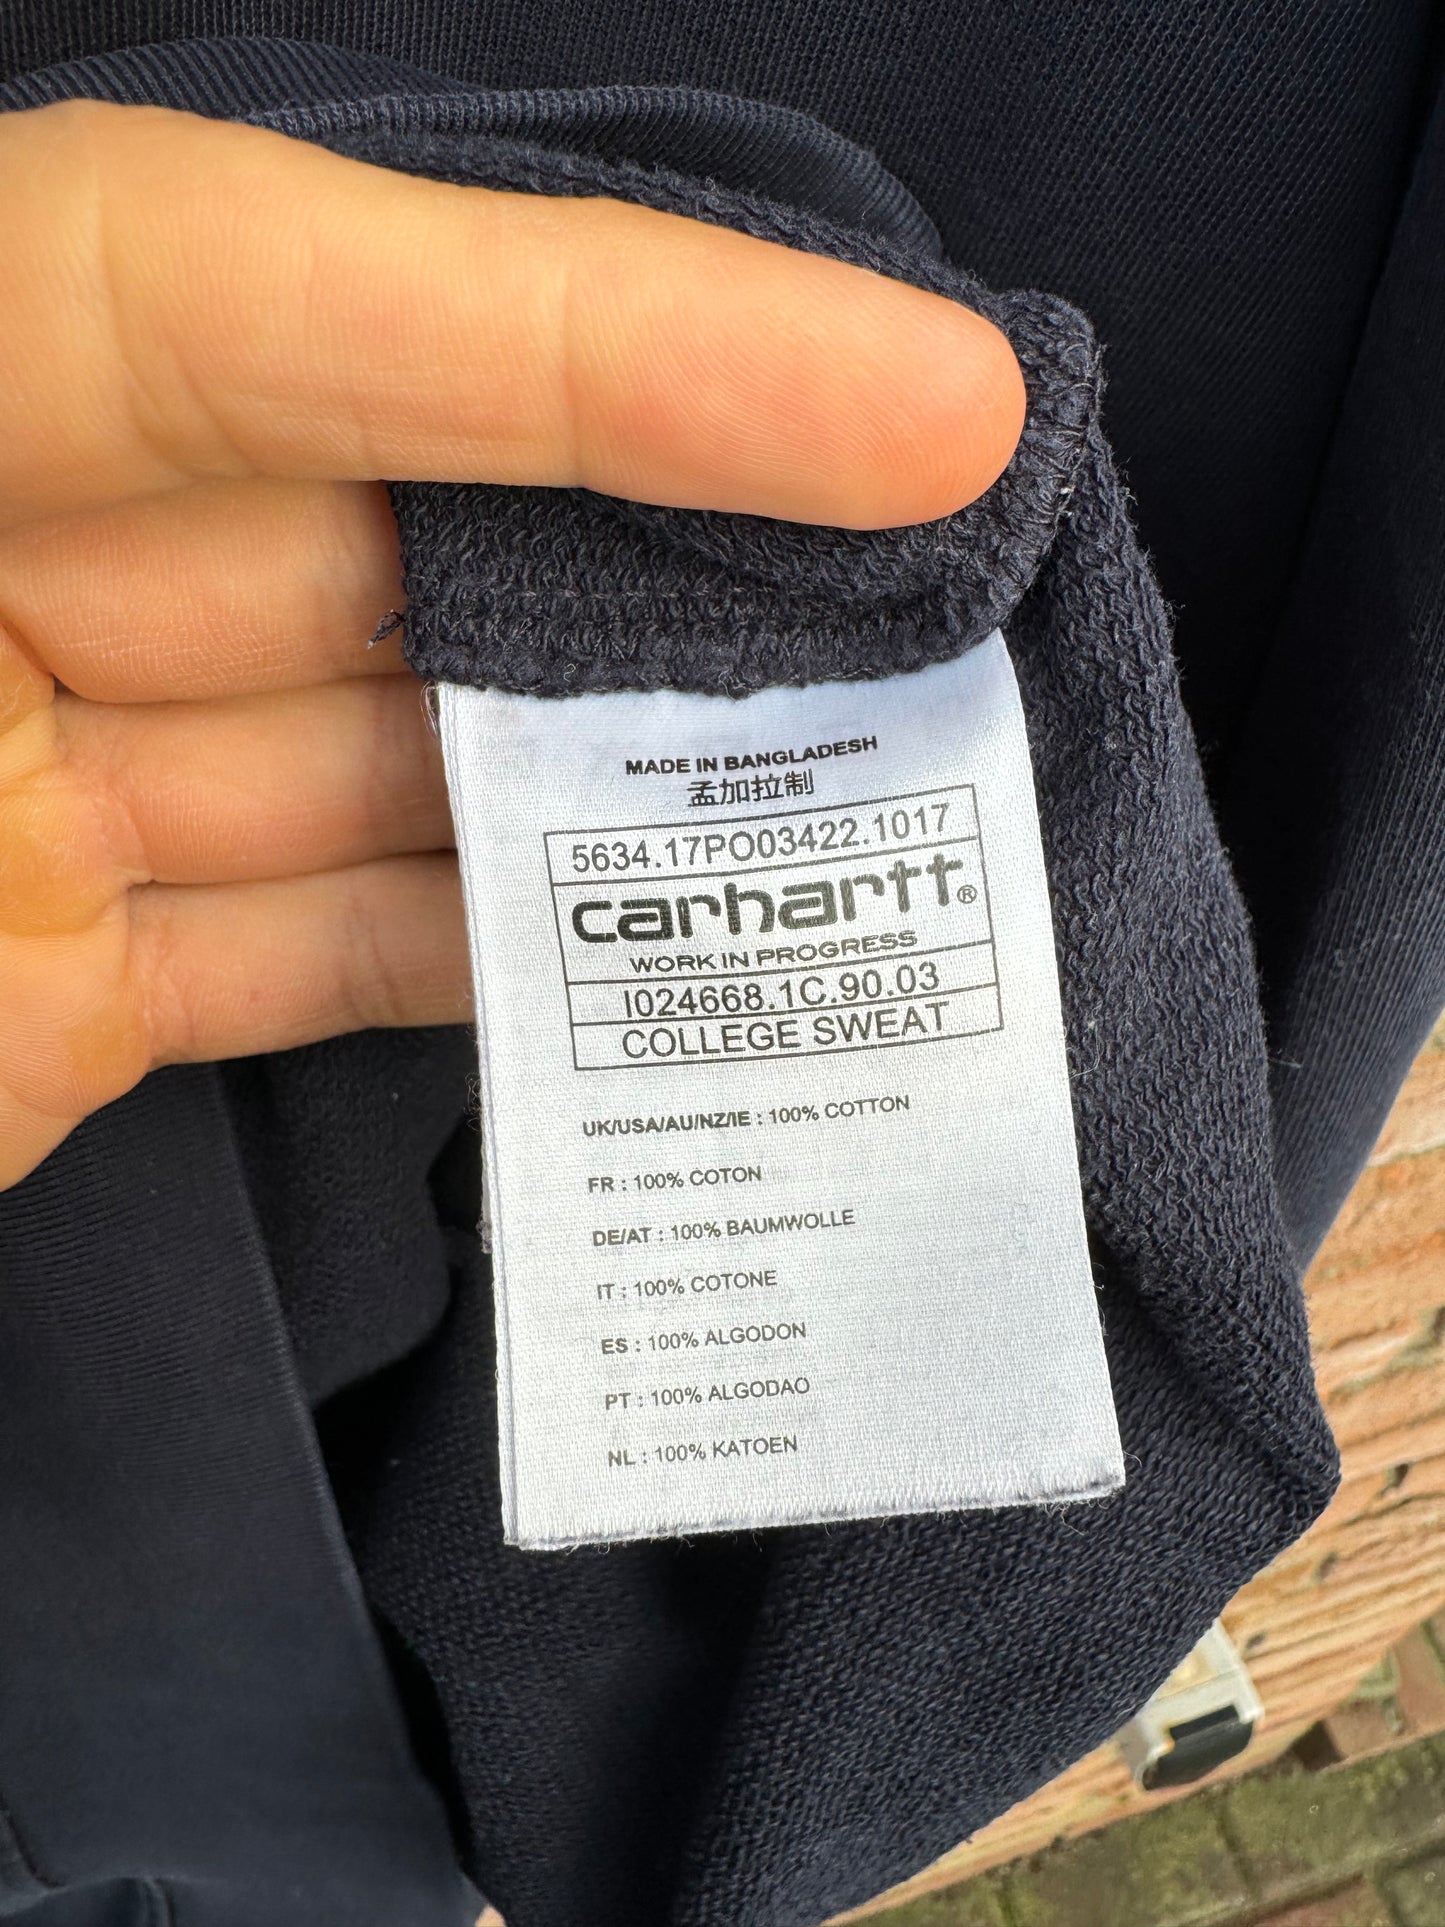 MADE IN BANGLADESH
孟加拉制
5634.17PO03422.1017
carhartt®
WORK IN PROGRESS
I024668.1C.90.03
COLLEGE SWEAT
UK/USA/AU/NZ/IE : 100% COTTON
FR : 100% COTON
DE/AT : 100% BAUMWOLLE
IT : 100% COTONE
ES : 100% ALGODON
PT : 100% ALGODAO
NL : 100% KATOEN